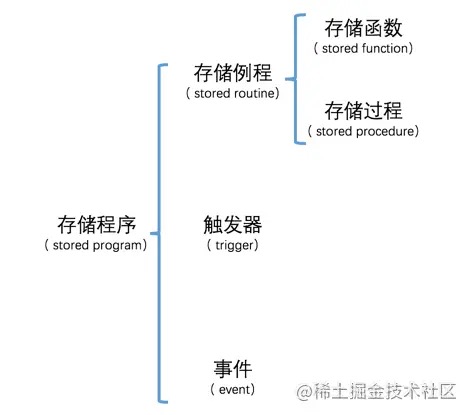 存储函数
( stored function)
存储例程
( stored routine)
存储过程
( stored procedure)
存储程序
( stored program)
触发器
( trigger)
事件
( event)
@稀土掘金技术社区